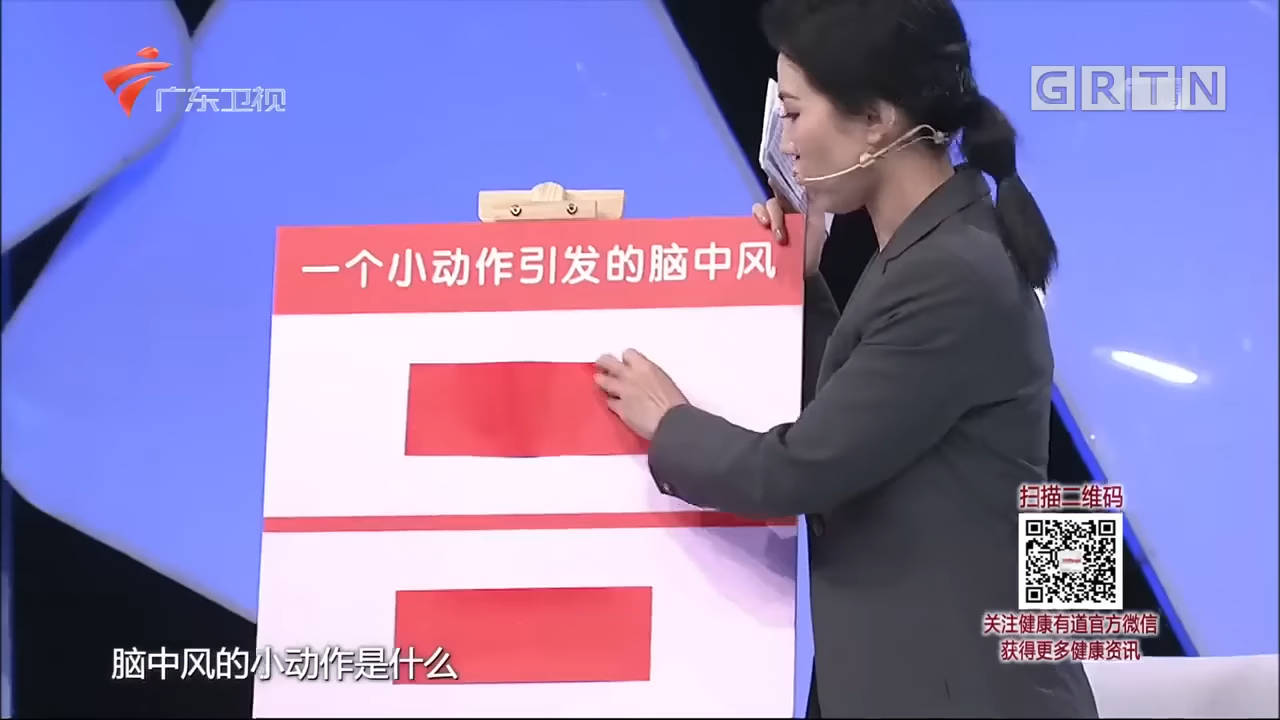 广东卫视
GRTN
一个小动作引发的脑中风
扫描二维码
关注健康有道官方微信
获得更多健康资讯
脑中风的小动作是什么